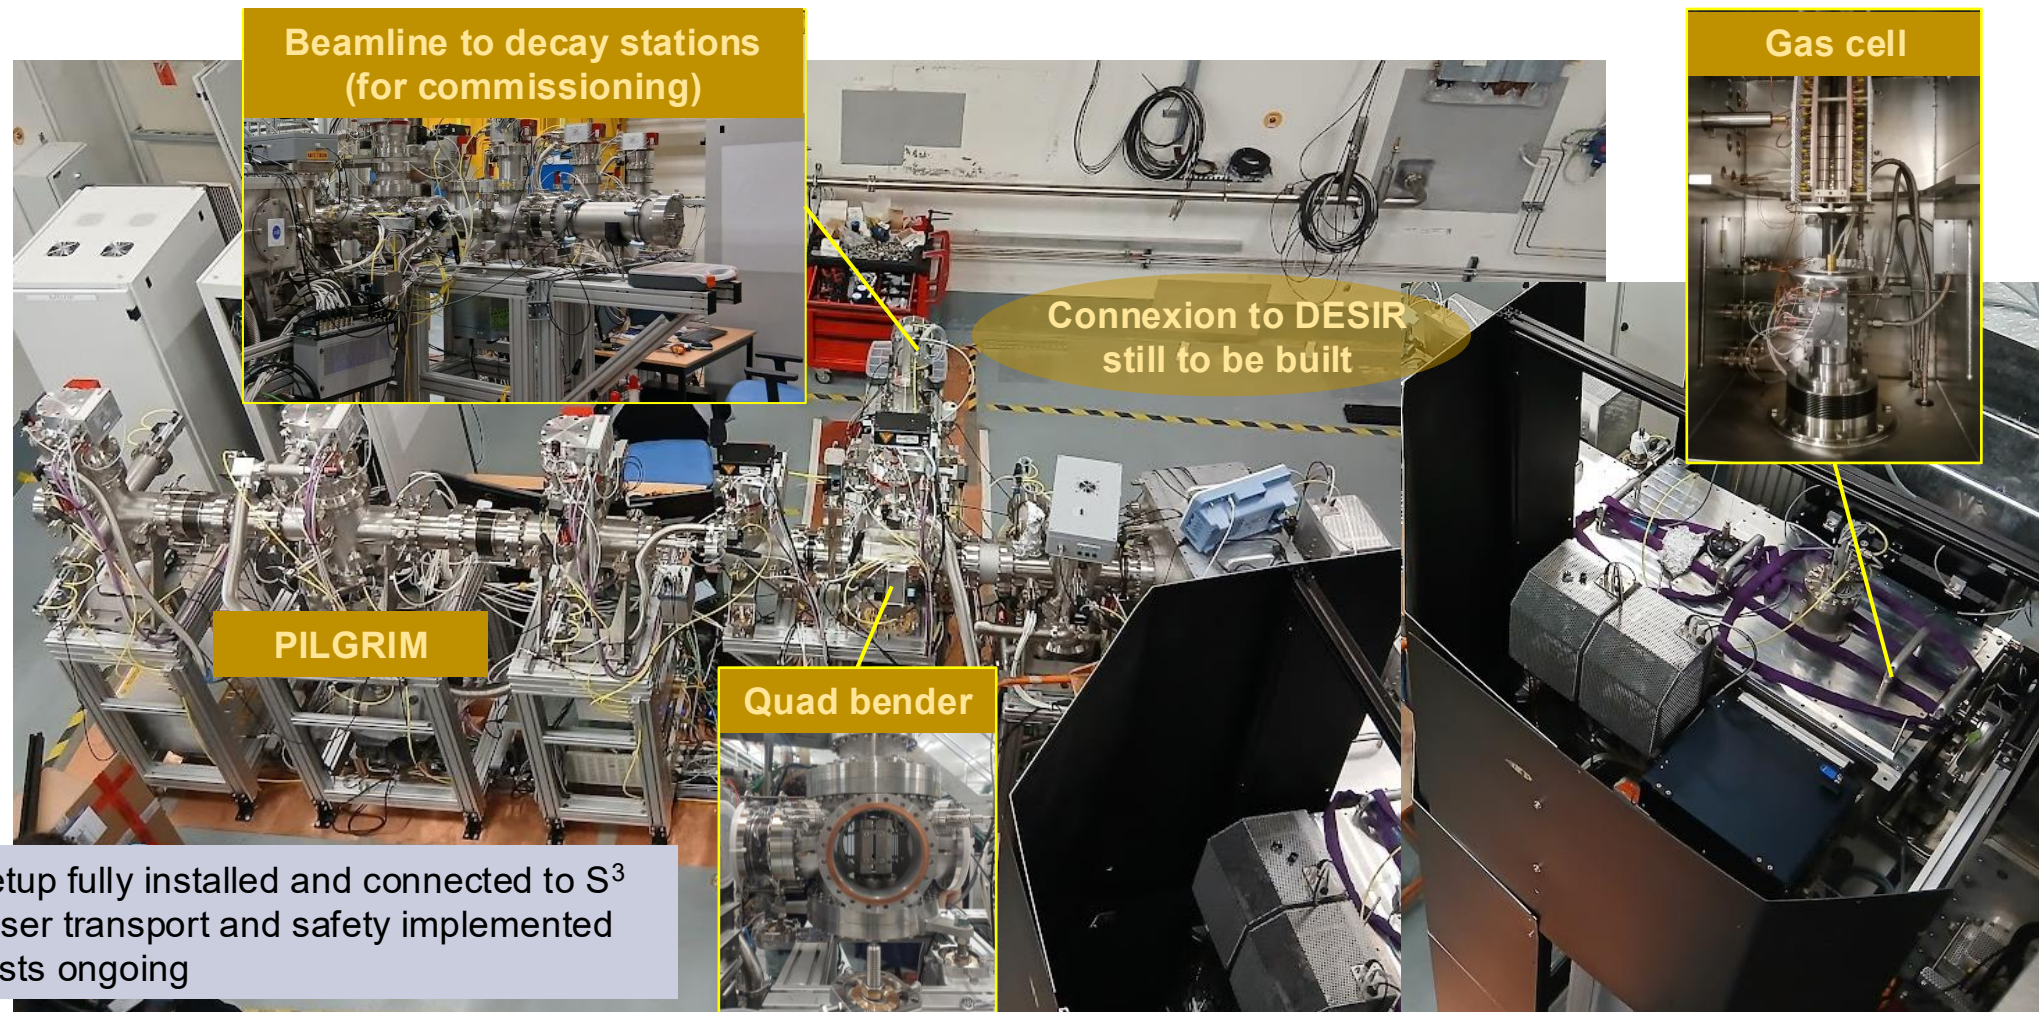 Beamline to decay stations
(for commissioning)
Gas cell
Connexion to DESIR
still to be built
PILGRIM
Quad bender
etup fully installed and connected to S³
ser transport and safety implemented
sts ongoing